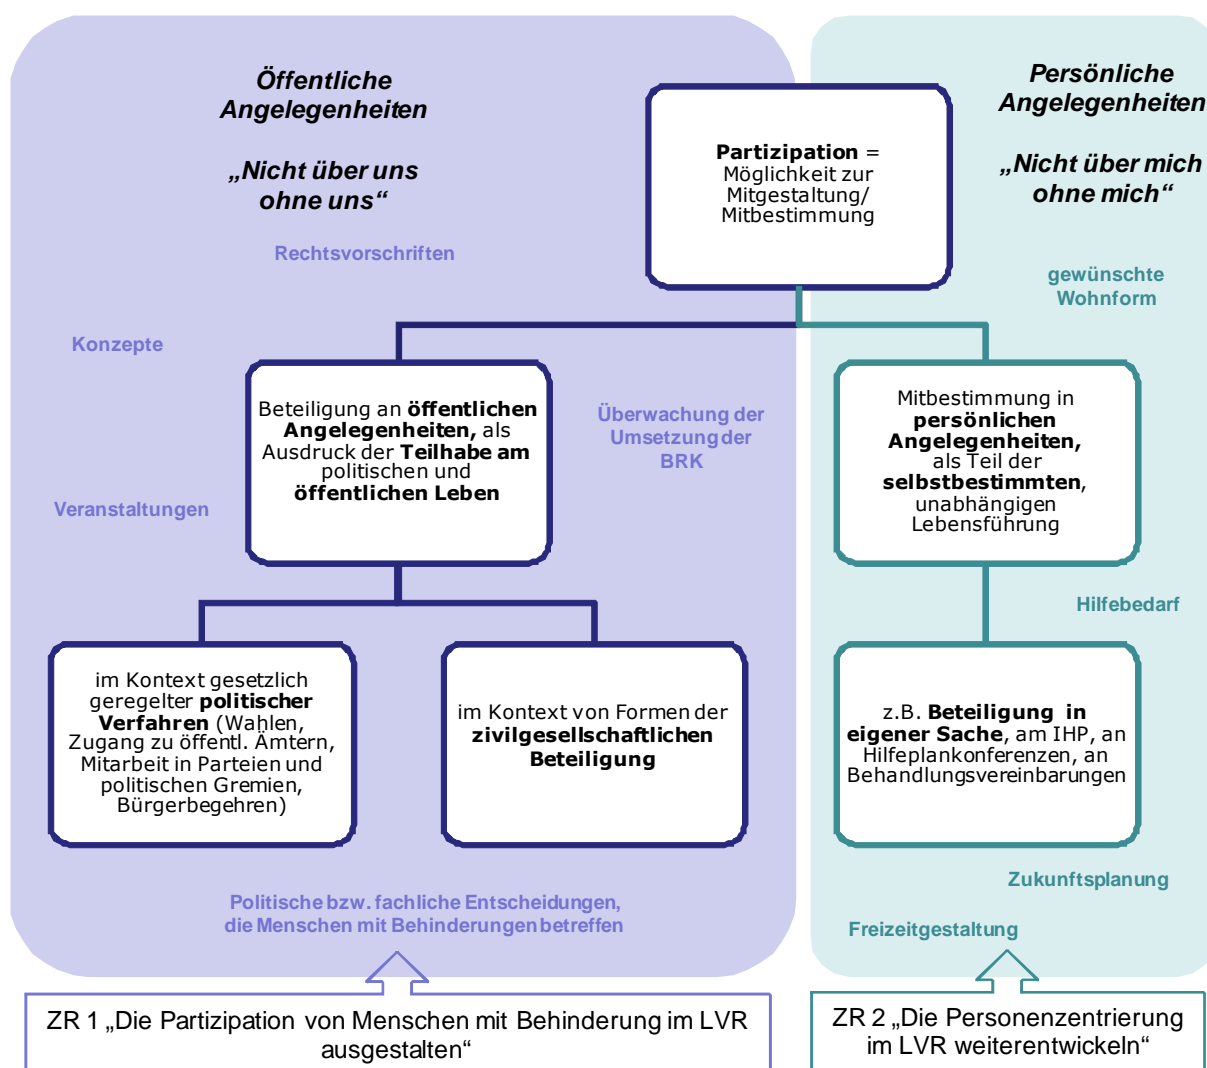 Öffentliche
Angelegenheiten
„Nicht über uns
ohne uns“
Persönliche
Angelegenheiten
„Nicht über mich
ohne mich“
Partizipation =
Möglichkeit zur
Mitgestaltung/
Mitbestimmung
Rechtsvorschriften
gewünschte
Wohnform
Konzepte
Beteiligung an öffentlichen
Angelegenheiten, als
Ausdruck der Teilhabe am
politischen und
öffentlichen Leben
Überwachung der
Umsetzung der
BRK
Mitbestimmung in
persönlichen
Angelegenheiten,
als Teil der
selbstbestimmten,
unabhängigen
Lebensführung
Veranstaltungen
Hilfebedarf
im Kontext gesetzlich
geregelter politischer
Verfahren (Wahlen,
Zugang zu öffentl. Ämtern,
Mitarbeit in Parteien und
politischen Gremien,
Bürgerbegehren)
im Kontext von Formen der
zivilgesellschaftlichen
Beteiligung
z.B. Beteiligung in
eigener Sache, am IHP, an
Hilfeplankonferenzen, an
Behandlungsvereinbarungen
Zukunftsplanung
Politische bzw. fachliche Entscheidungen,
die Menschen mit Behinderungen betreffen
Freizeitgestaltung
ZR 1 „Die Partizipation von Menschen mit Behinderung im LVR
ausgestalten“
ZR 2 „Die Personenzentrierung
im LVR weiterentwickeln“